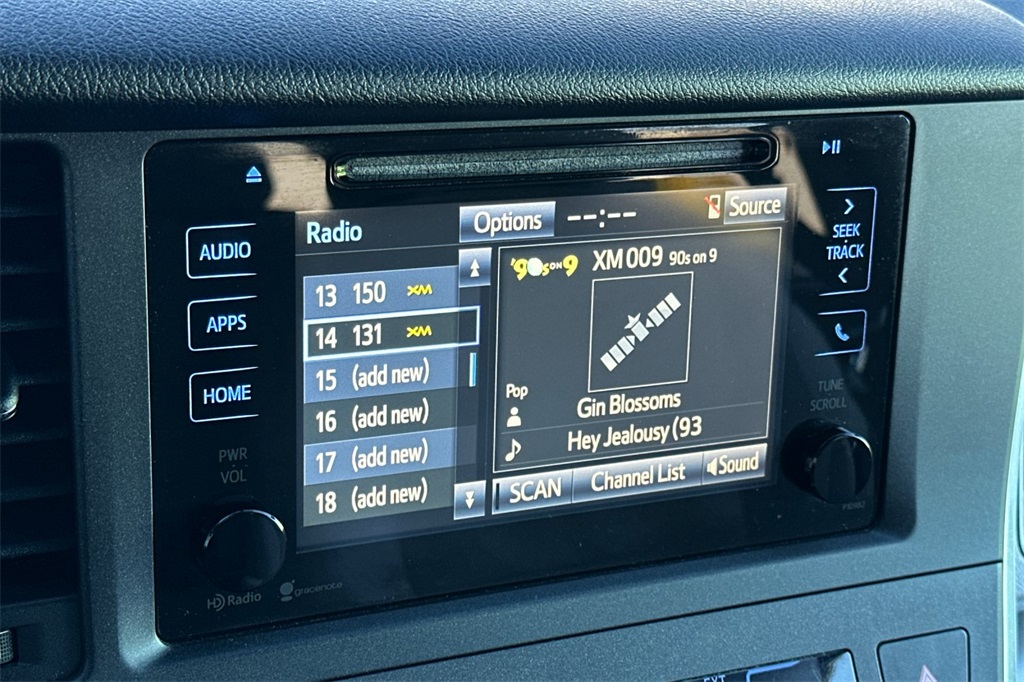 Radio
Options
--:--
Source
SEEK
TRACK
AUDIO
APPS
HOME
PWR
VOL
13 150 XM
14 131 XM
15 (add new)
16 (add new)
17 (add new)
18 (add new)
'90s ON 9
XM009 90s on 9
Pop
Gin Blossoms
Hey Jealousy (93
SCAN
Channel List
Sound
TUNE
SCROLL
HD Radio
gracenote
EXT